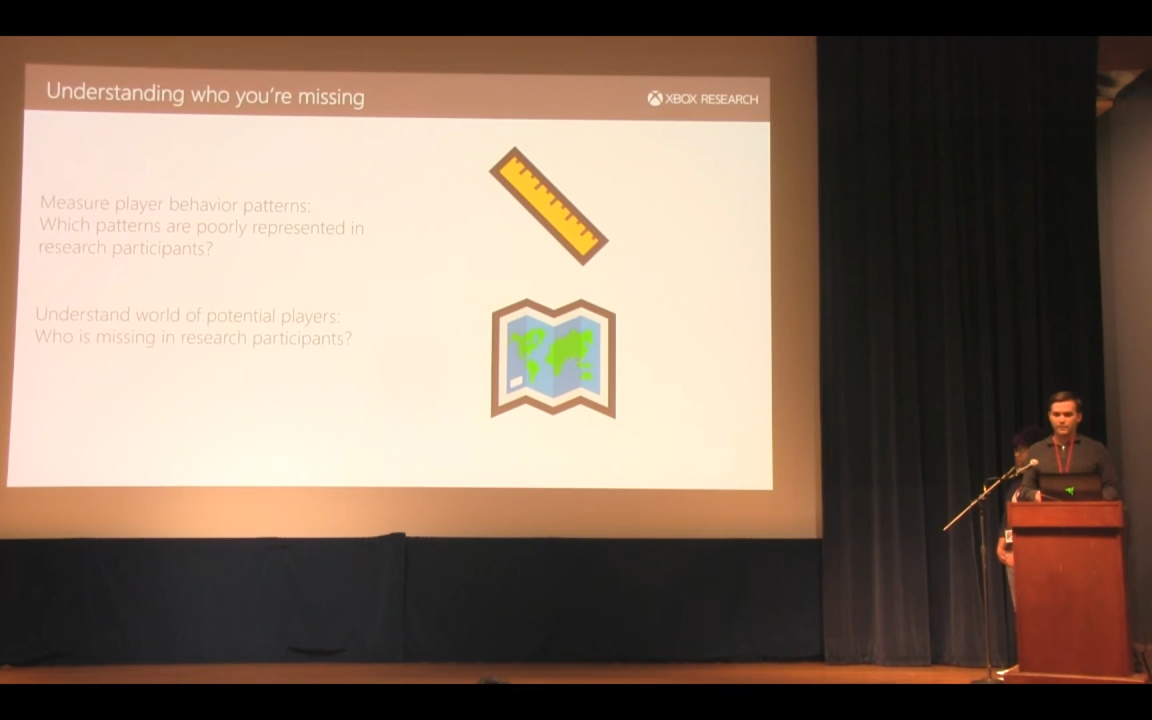 Understanding who you're missing
XBOX RESEARCH
Measure player behavior patterns:
Which patterns are poorly represented in
research participants?
Understand world of potential players:
Who is missing in research participants?